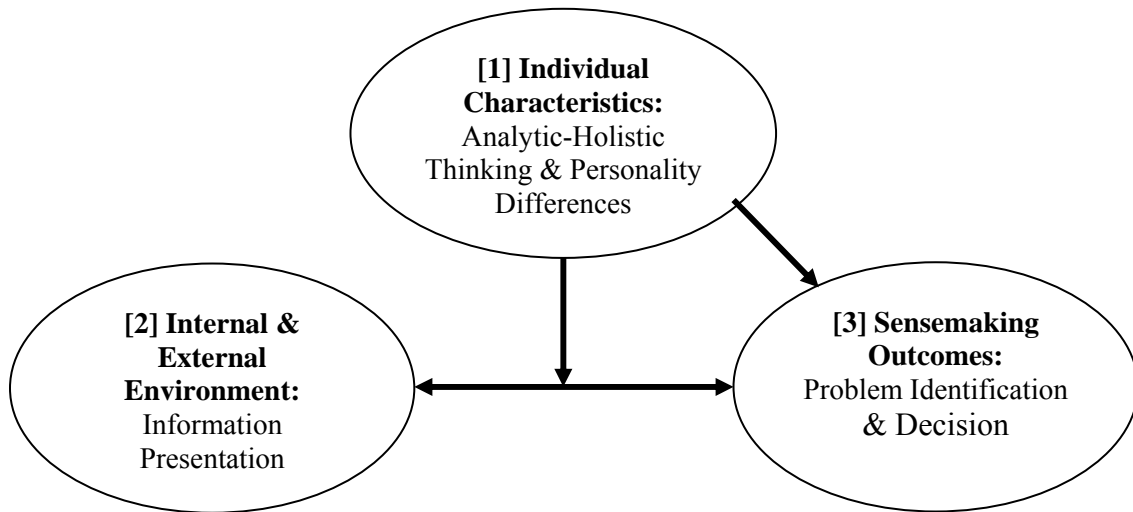 [1] Individual
Characteristics:
Analytic-Holistic
Thinking & Personality
Differences
[2] Internal &
External
Environment:
Information
Presentation
[3] Sensemaking
Outcomes:
Problem Identification
& Decision